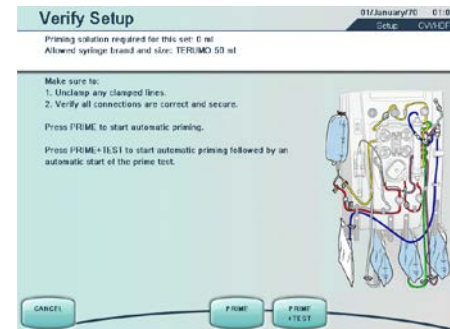 Verify Setup
01/January/70 01:0
Setup CVVHDF
Priming solution required for this set: 0 ml
Allowed syringe brand and size: TERUMO 50 ml
Make sure to:
1. Unclamp any clamped lines.
2. Verify all connections are correct and secure.
Press PRIME to start automatic priming.
Press PRIME+TEST to start automatic priming followed by an
automatic start of the prime test.
CANCEL
PRIME
PRIME
+TEST